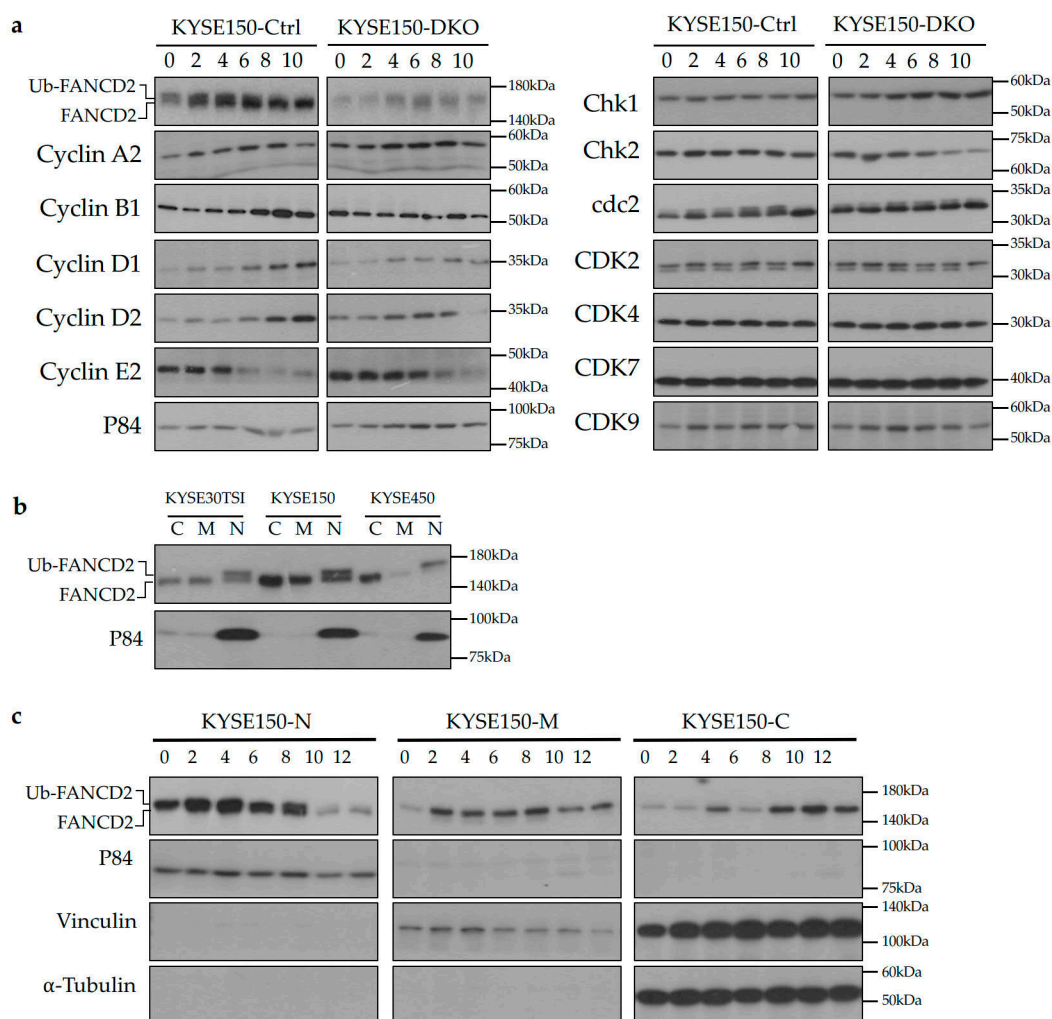 a
KYSE150-Ctrl KYSE150-DKO
0 2 4 6 8 10 0 2 4 6 8 10
Ub-FANCD2
FANCD2
180kDa
140kDa
Cyclin A2
60kDa
50kDa
Cyclin B1
60kDa
50kDa
Cyclin D1
35kDa
Cyclin D2
35kDa
30kDa
Cyclin E2
50kDa
40kDa
P84
100kDa
75kDa
KYSE150-Ctrl KYSE150-DKO
0 2 4 6 8 10 0 2 4 6 8 10
Chk1
60kDa
50kDa
Chk2
75kDa
60kDa
cdc2
35kDa
30kDa
CDK2
35kDa
30kDa
CDK4
30kDa
CDK7
40kDa
CDK9
60kDa
50kDa
b
KYSE30TSI KYSE150 KYSE450
C M N C M N C M N
Ub-FANCD2
FANCD2
180kDa
140kDa
P84
100kDa
75kDa
c
KYSE150-N KYSE150-M KYSE150-C
0 2 4 6 8 10 12 0 2 4 6 8 10 12 0 2 4 6 8 10 12
Ub-FANCD2
FANCD2
180kDa
140kDa
P84
100kDa
75kDa
Vinculin
140kDa
100kDa
α-Tubulin
60kDa
50kDa